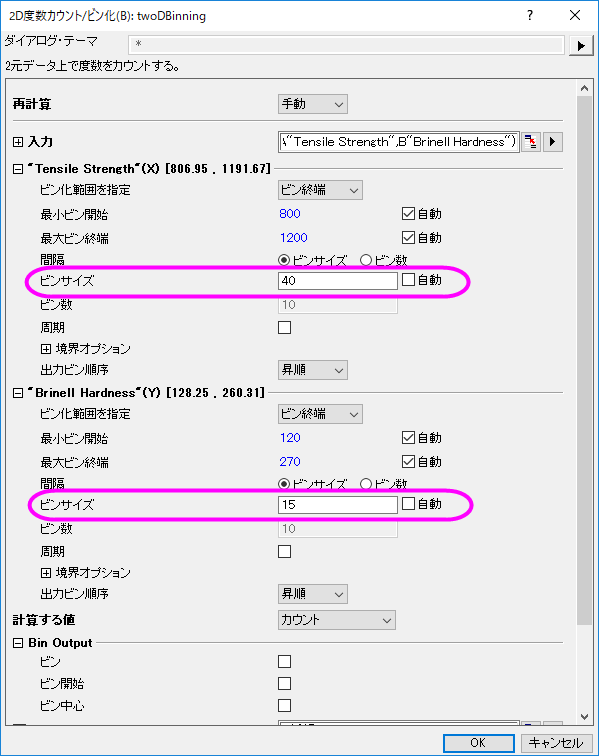 2D度数カウント/ビン化(B): twoDBinning
ダイアログ・テーマ *
2元データ上で度数をカウントする。
再計算 手動
入力 \"Tensile Strength",B"Brinell Hardness")
"Tensile Strength"(X) [806.95 , 1191.67]
ビン化範囲を指定 ビン終端
最小ビン開始 800 自動
最大ビン終端 1200 自動
間隔 ビンサイズ ビン数
ビンサイズ 40 自動
ビン数 10
周期
境界オプション
出力ビン順序 昇順
"Brinell Hardness"(Y) [128.25 , 260.31]
ビン化範囲を指定 ビン終端
最小ビン開始 120 自動
最大ビン終端 270 自動
間隔 ビンサイズ ビン数
ビンサイズ 15 自動
ビン数 10
周期
境界オプション
出力ビン順序 昇順
計算する値 カウント
Bin Output
ビン
ビン開始
ビン中心
OK キャンセル